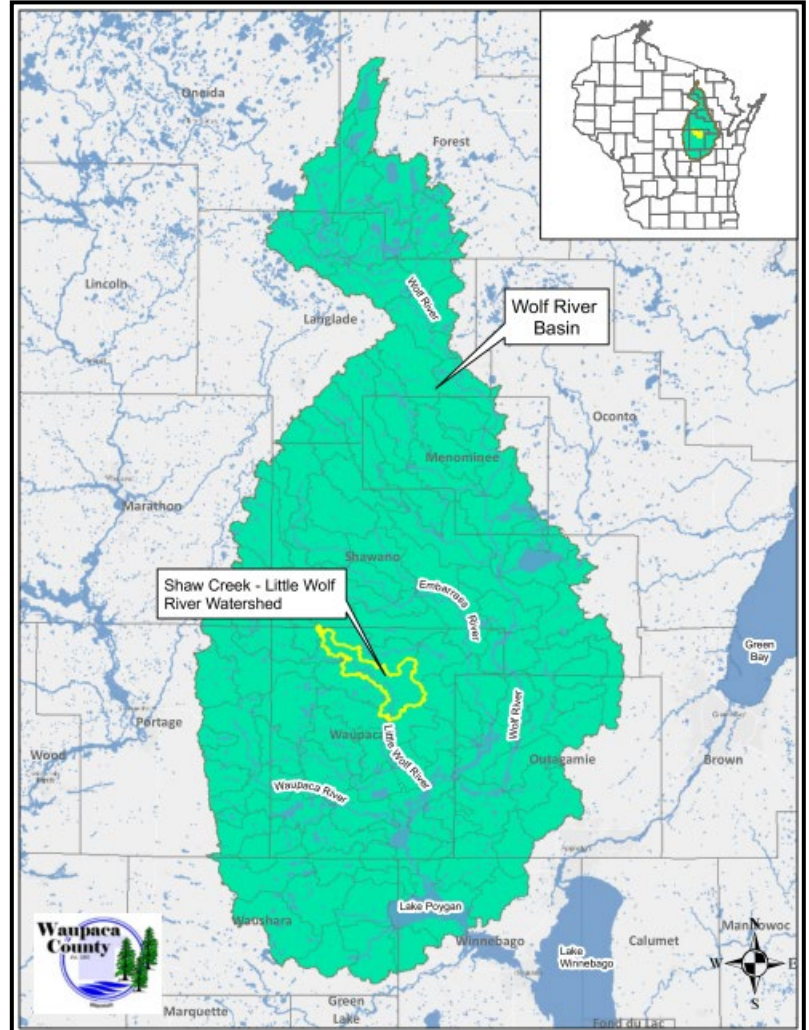 Oneida
Forest
Lincoln
Langlade
Wolf River
Wolf River
Basin
Oconto
Menominee
Marathon
Shawano
Shaw Creek - Little Wolf
River Watershed
Embarrass River
Green
Bay
Portage
Wood
Waupaca
Little Wolf River
Wolf River
Outagamie
Brown
Waupaca River
Waushara
Lake Poygan
Winnebago
Lake
Winnebago
Calumet
Manitowoc
N
W
E
S
Waupaca
County
Marquette
Green
Lake
Fond du Lac